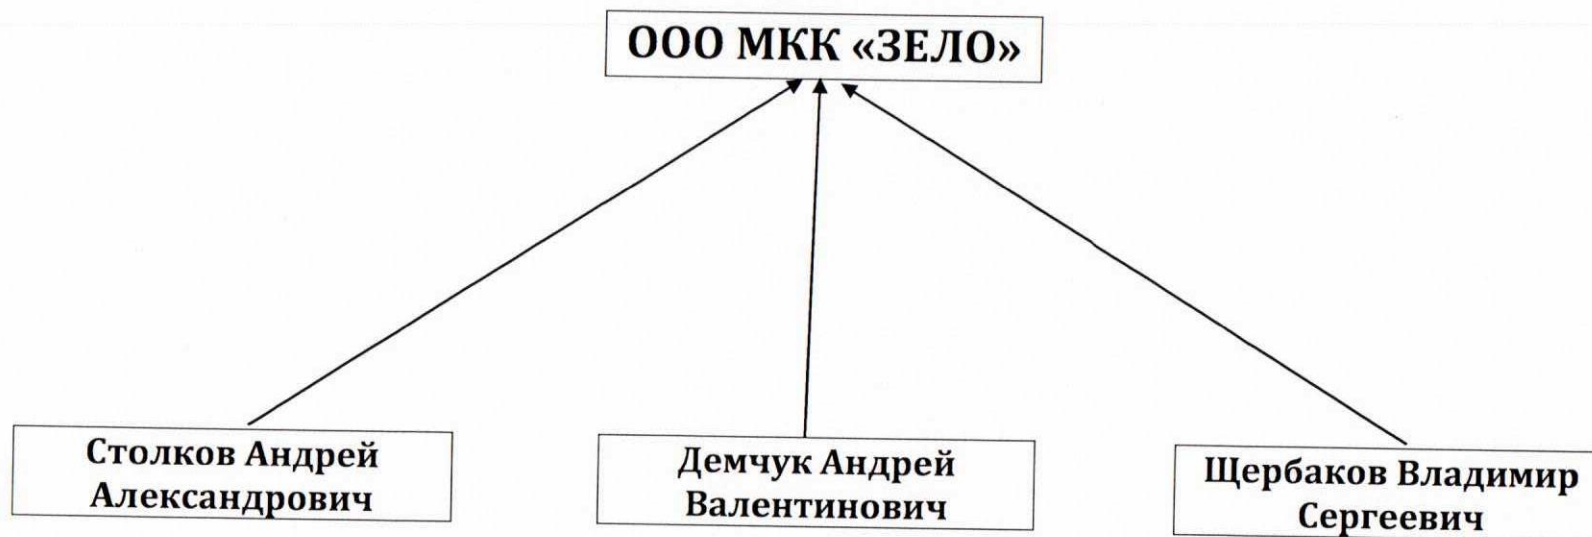 ООО МКК «ЗЕЛО»
Столков Андрей
Александрович
Демчук Андрей
Валентинович
Щербаков Владимир
Сергеевич